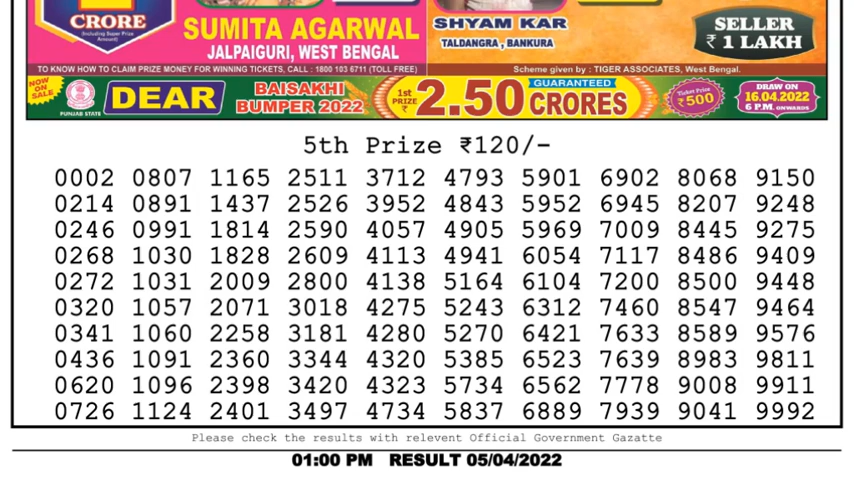 1
CRORE
(Including Super Prize Amount)
SUMITA AGARWAL
JALPAIGURI, WEST BENGAL
SHYAM KAR
TALDANGRA , BANKURA
SELLER
₹ 1 LAKH
TO KNOW HOW TO CLAIM PRIZE MONEY FOR WINNING TICKETS, CALL : 1800 103 6711 (TOLL FREE)
Scheme given by : TIGER ASSOCIATES, West Bengal.
NOW ON SALE
PUNJAB STATE
DEAR
BAISAKHI
BUMPER 2022
1st PRIZE ₹
2.50
GUARANTEED
CRORES
Ticket Price
₹500
DRAW ON
16.04.2022
6 P.M. ONWARDS
5th Prize ₹120/-
0002 0807 1165 2511 3712 4793 5901 6902 8068 9150
0214 0891 1437 2526 3952 4843 5952 6945 8207 9248
0246 0991 1814 2590 4057 4905 5969 7009 8445 9275
0268 1030 1828 2609 4113 4941 6054 7117 8486 9409
0272 1031 2009 2800 4138 5164 6104 7200 8500 9448
0320 1057 2071 3018 4275 5243 6312 7460 8547 9464
0341 1060 2258 3181 4280 5270 6421 7633 8589 9576
0436 1091 2360 3344 4320 5385 6523 7639 8983 9811
0620 1096 2398 3420 4323 5734 6562 7778 9008 9911
0726 1124 2401 3497 4734 5837 6889 7939 9041 9992
Please check the results with relevent Official Government Gazatte
01:00 PM RESULT 05/04/2022